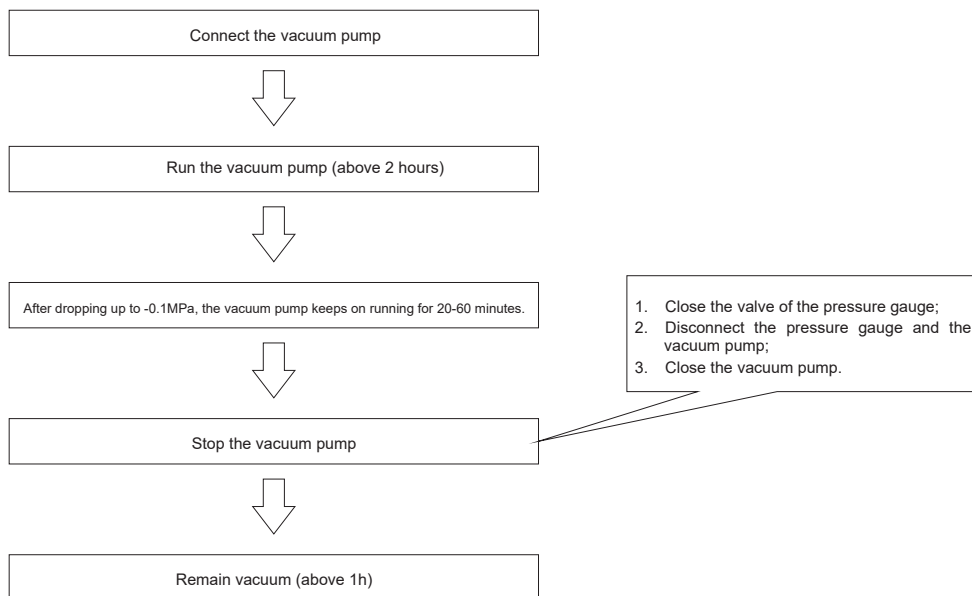 Connect the vacuum pump
Run the vacuum pump (above 2 hours)
After dropping up to -0.1MPa, the vacuum pump keeps on running for 20-60 minutes.
1. Close the valve of the pressure gauge;
2. Disconnect the pressure gauge and the
vacuum pump;
3. Close the vacuum pump.
Stop the vacuum pump
Remain vacuum (above 1h)